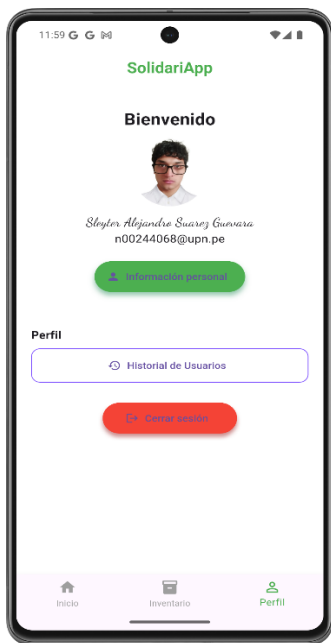 11:59 G G M
SolidariApp
Bienvenido
Sleyter Alejandro Suarez Guevara
n00244068@upn.pe
Información personal
Perfil
Historial de Usuarios
Cerrar sesión
Inicio
Inventario
Perfil